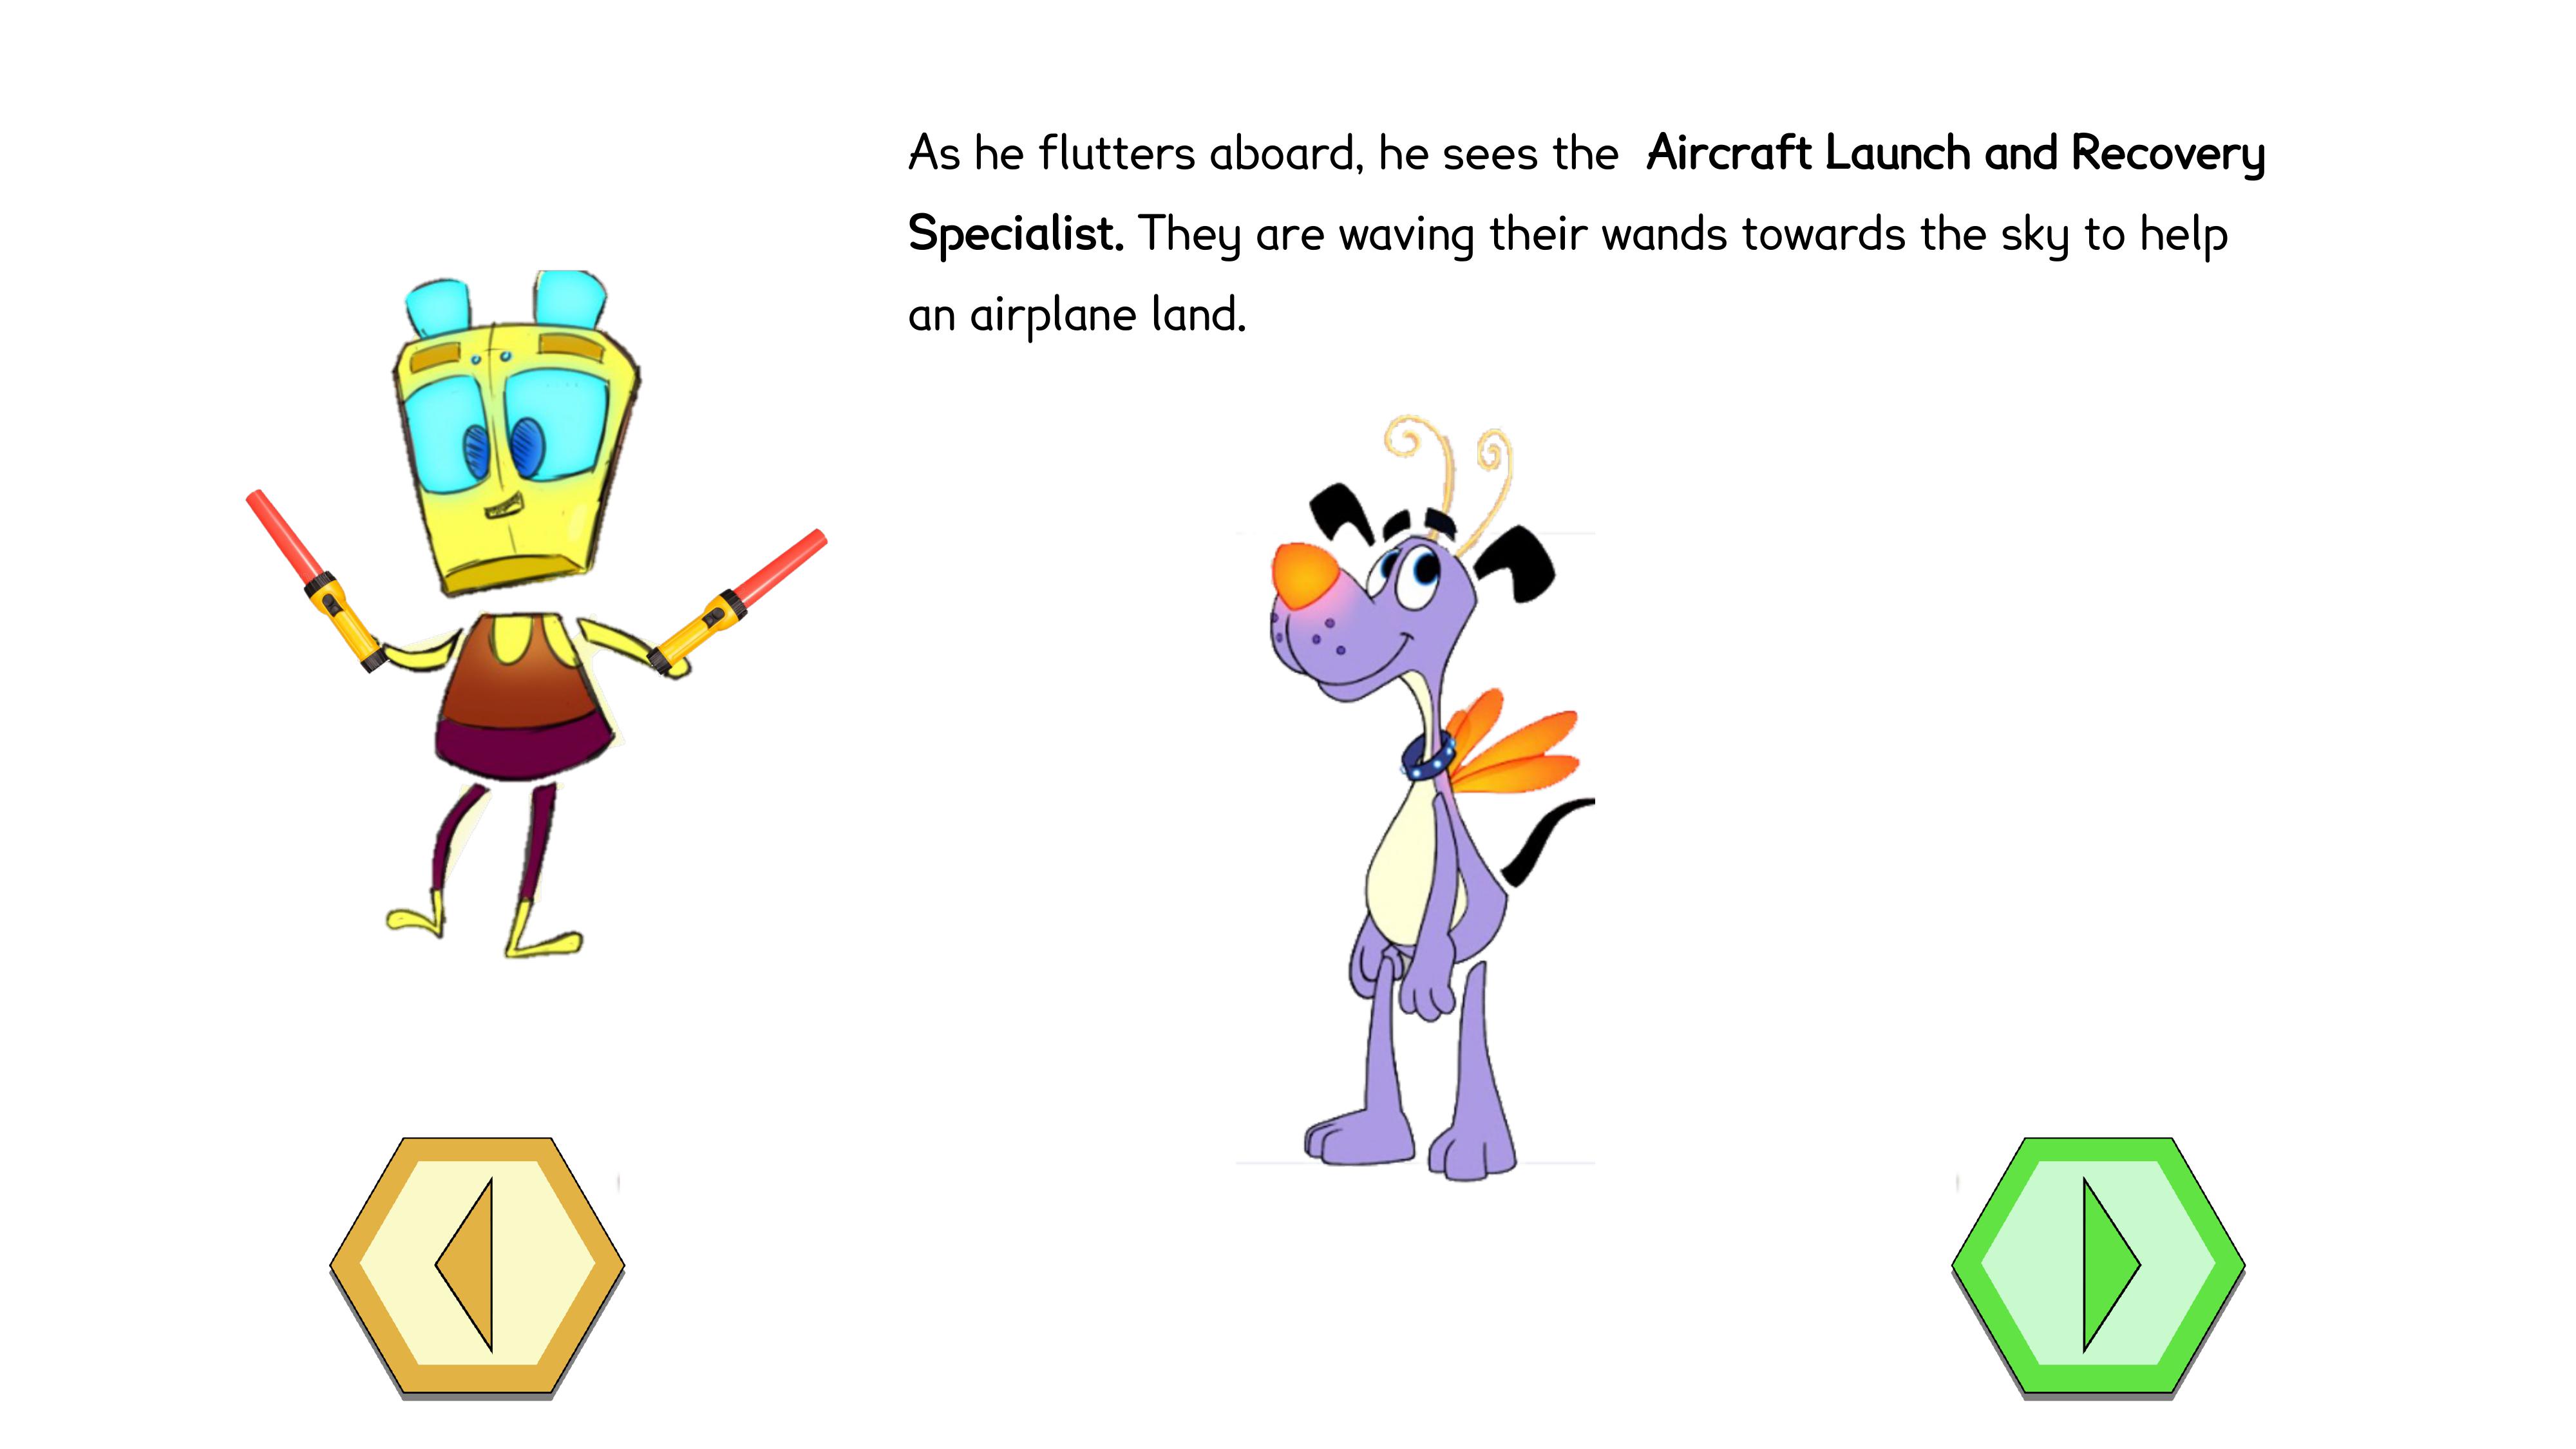 As he flutters aboard, he sees the Aircraft Launch and Recovery
Specialist. They are waving their wands towards the sky to help
an airplane land.